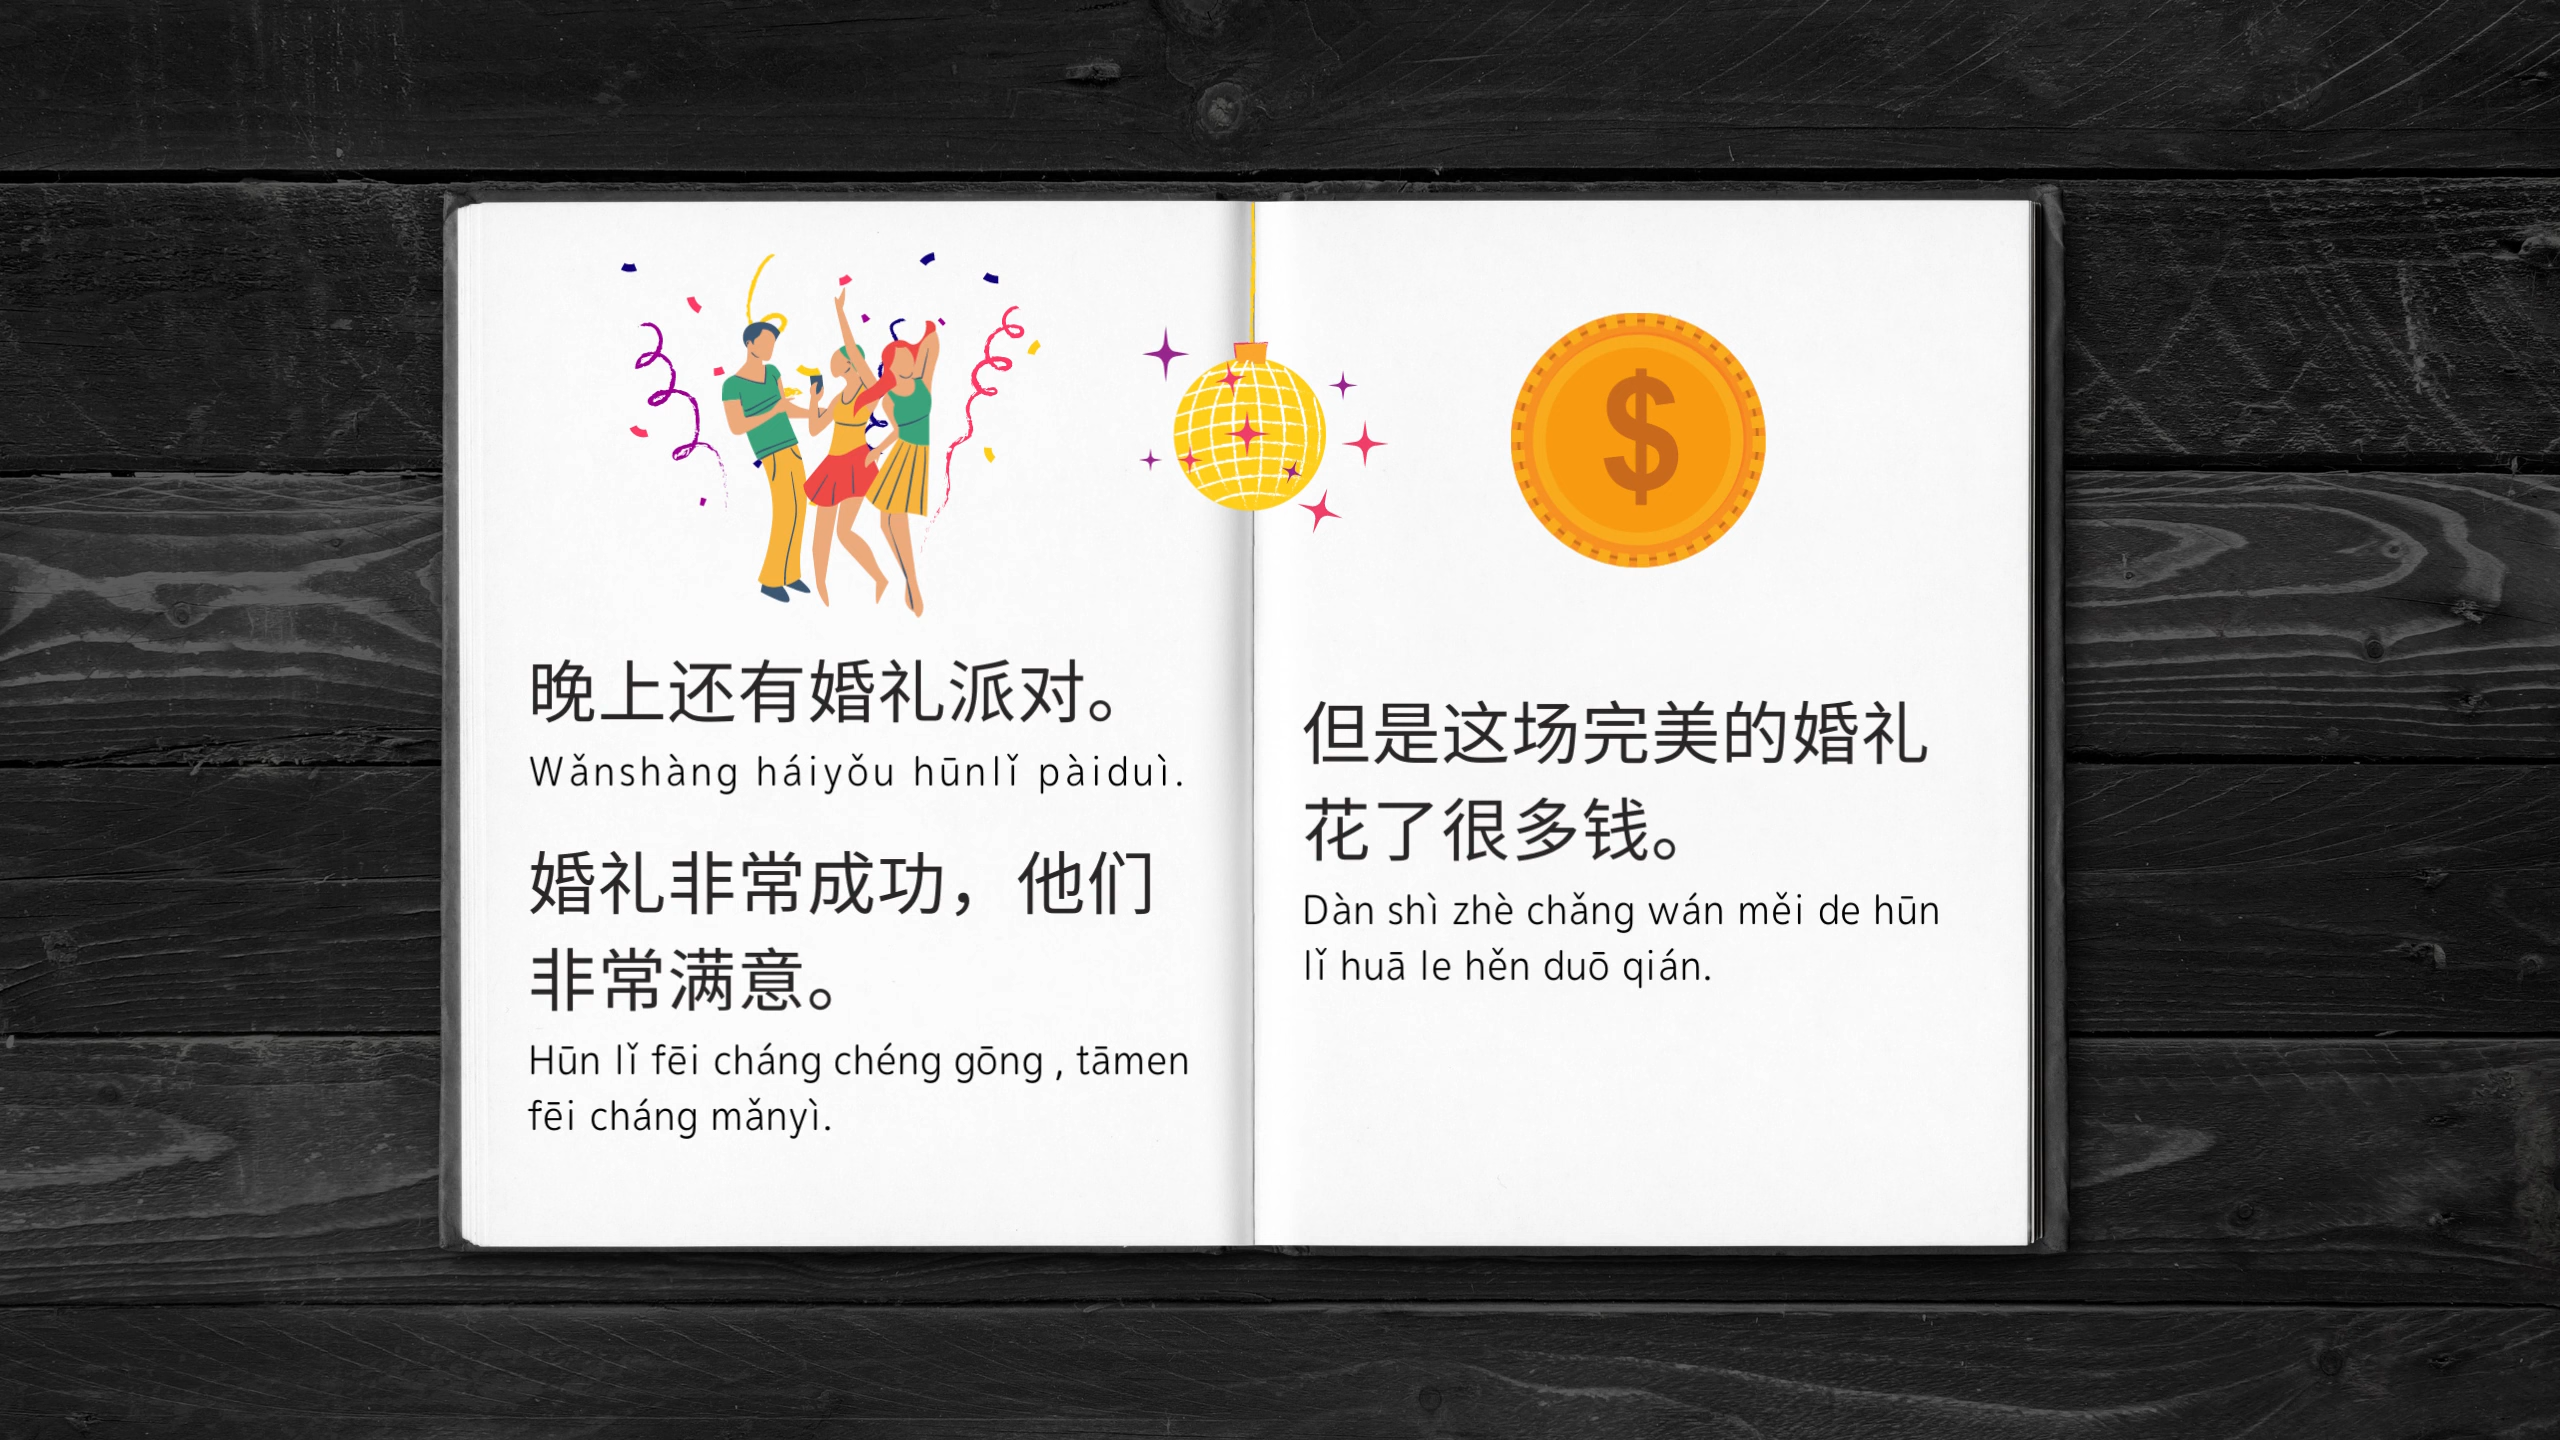 晚上还有婚礼派对。
Wǎnshàng háiyǒu hūnlǐ pàiduì.
婚礼非常成功，他们
非常满意。
Hūn lǐ fēi cháng chéng gōng , tāmen
fēi cháng mǎnyì.
$
但是这场完美的婚礼
花了很多钱。
Dàn shì zhè chǎng wán měi de hūn
lǐ huā le hěn duō qián.